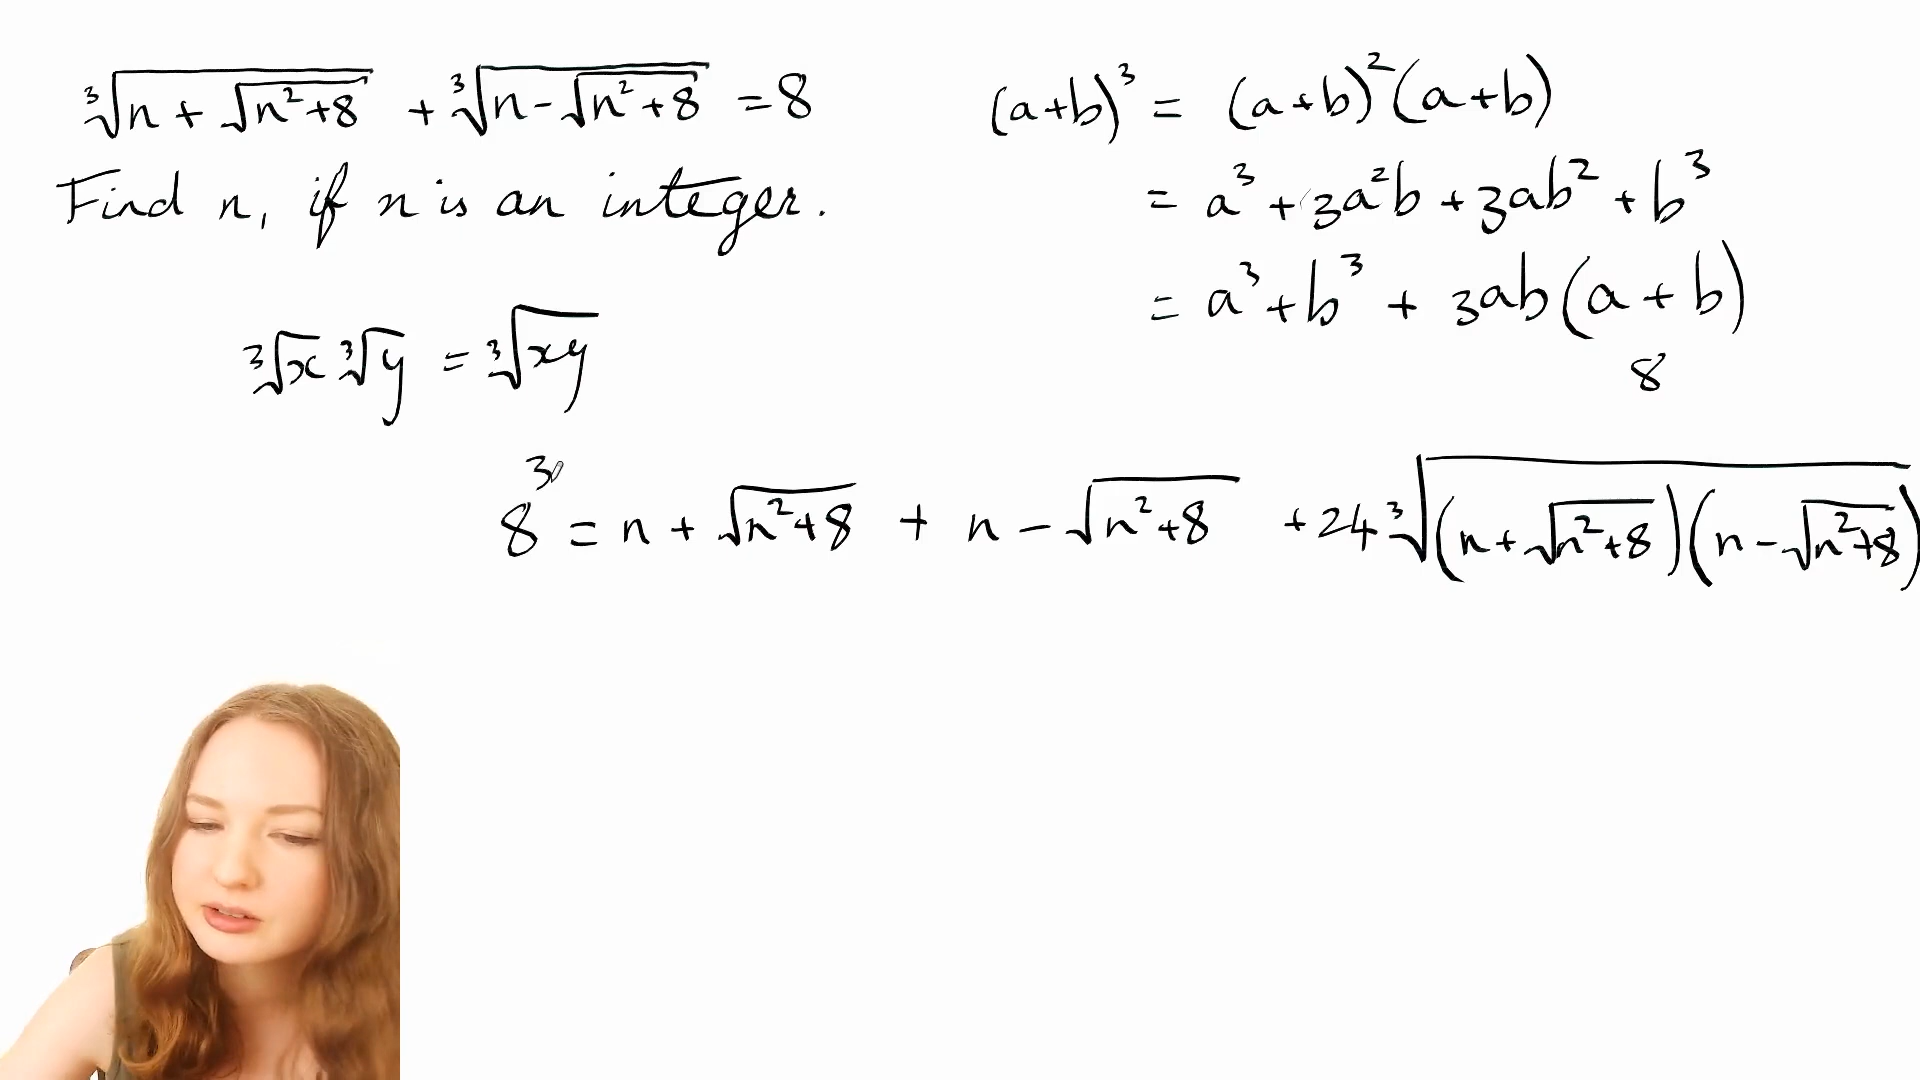 ∛(n + √(n²+8)) + ∛(n - √(n²+8)) = 8
Find n, if n is an integer.
∛x ∛y = ∛(xy)
(a+b)³ = (a+b)²(a+b)
= a³ + 3a²b + 3ab² + b³
= a³ + b³ + 3ab(a + b)
8
8³ = n + √(n²+8) + n - √(n²+8) + 24 ∛((n + √(n²+8))(n - √(n²+8)))